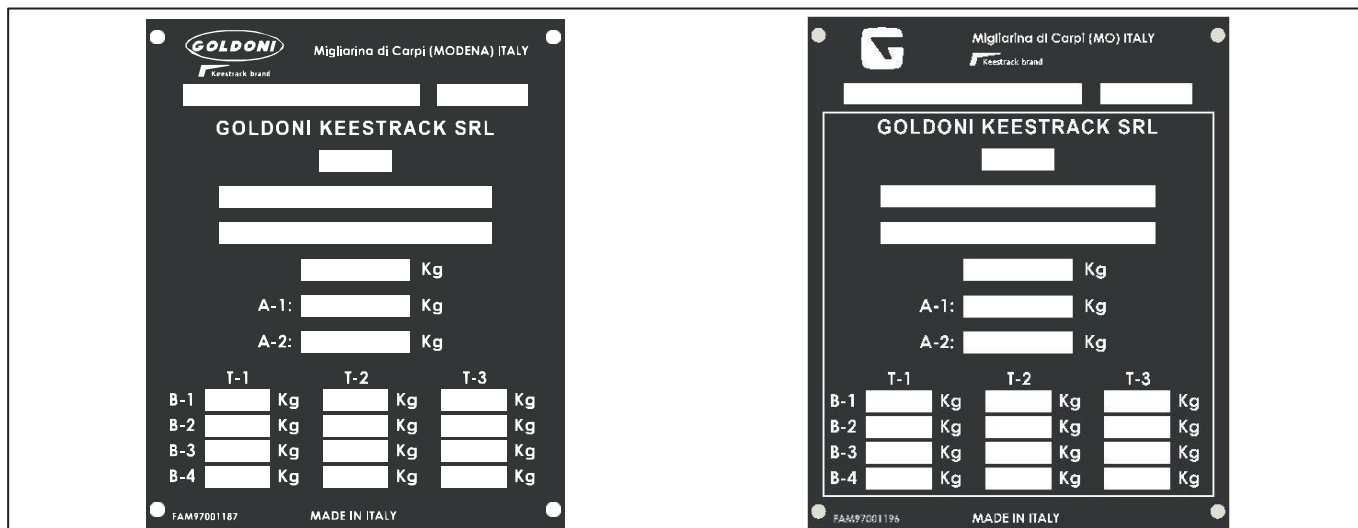 GOLDONI
Keestrack brand
Migliarina di Carpi (MODENA) ITALY
GOLDONI KEESTRACK SRL
Kg
A-1: Kg
A-2: Kg
T-1 T-2 T-3
B-1 Kg Kg Kg
B-2 Kg Kg Kg
B-3 Kg Kg Kg
B-4 Kg Kg Kg
FAM97001187 MADE IN ITALY
G
Migliarina di Carpi (MO) ITALY
Keestrack brand
GOLDONI KEESTRACK SRL
Kg
A-1: Kg
A-2: Kg
T-1 T-2 T-3
B-1 Kg Kg Kg
B-2 Kg Kg Kg
B-3 Kg Kg Kg
B-4 Kg Kg Kg
FAM97001196 MADE IN ITALY